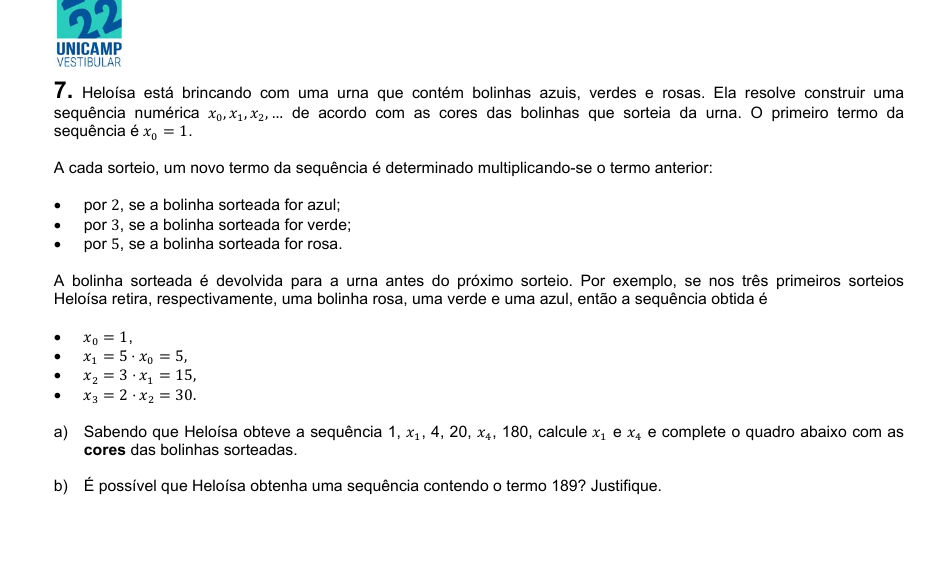 22
UNICAMP
VESTIBULAR
7. Heloísa está brincando com uma urna que contém bolinhas azuis, verdes e rosas. Ela resolve construir uma
sequência numérica x₀, x₁, x₂, ... de acordo com as cores das bolinhas que sorteia da urna. O primeiro termo da
sequência é x₀ = 1.
A cada sorteio, um novo termo da sequência é determinado multiplicando-se o termo anterior:
• por 2, se a bolinha sorteada for azul;
• por 3, se a bolinha sorteada for verde;
• por 5, se a bolinha sorteada for rosa.
A bolinha sorteada é devolvida para a urna antes do próximo sorteio. Por exemplo, se nos três primeiros sorteios
Heloísa retira, respectivamente, uma bolinha rosa, uma verde e uma azul, então a sequência obtida é
• x₀ = 1,
• x₁ = 5 · x₀ = 5,
• x₂ = 3 · x₁ = 15,
• x₃ = 2 · x₂ = 30.
a) Sabendo que Heloísa obteve a sequência 1, x₁, 4, 20, x₄, 180, calcule x₁ e x₄ e complete o quadro abaixo com as
cores das bolinhas sorteadas.
b) É possível que Heloísa obtenha uma sequência contendo o termo 189? Justifique.